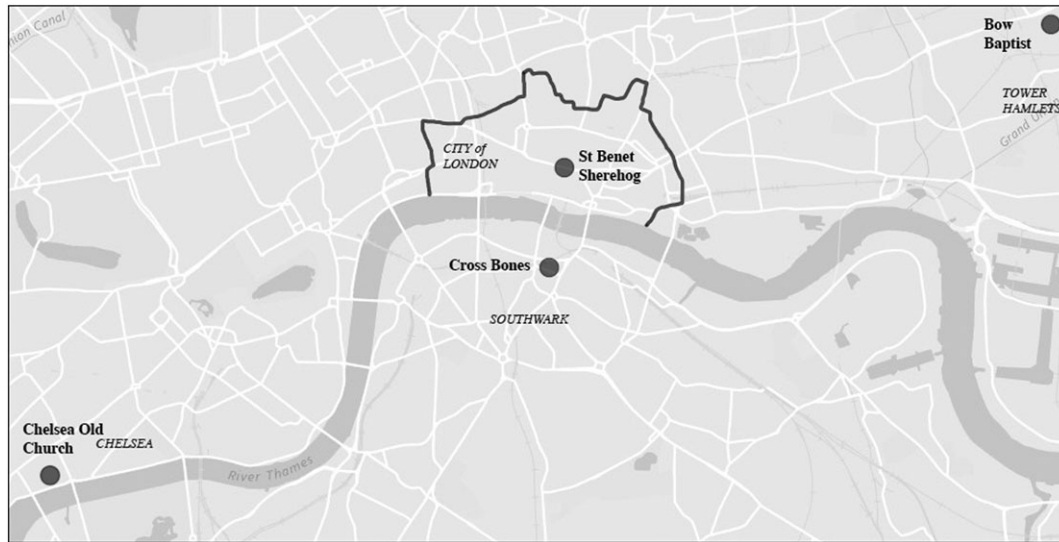 nion Canal
Bow
Baptist
TOWER
HAMLETS
Grand Un
CITY of
LONDON
St Benet
Sherehog
Cross Bones
SOUTHWARK
Chelsea Old
Church
CHELSEA
River Thames